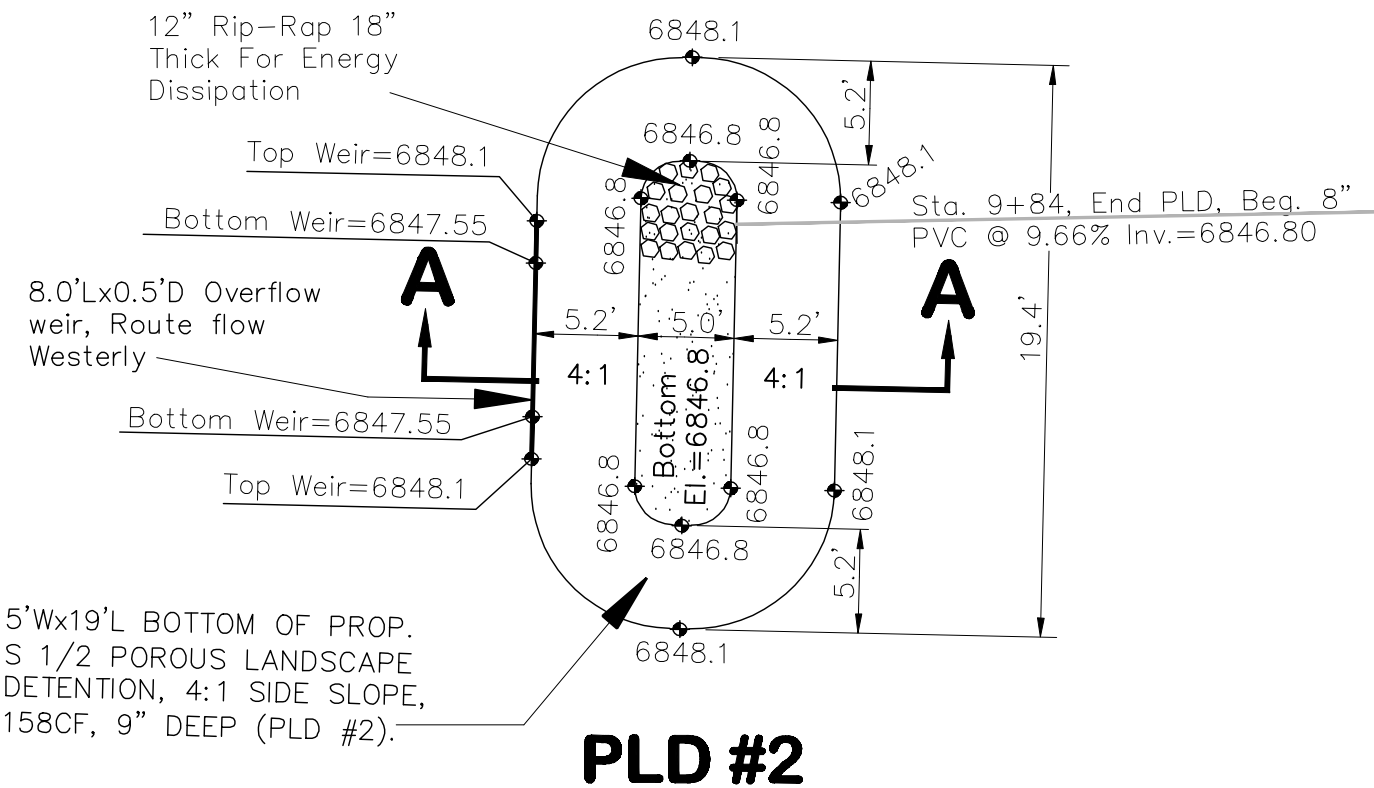 12” Rip-Rap 18”
Thick For Energy
Dissipation
6848.1
5.2'
6846.8
6846.8
6848.1
6846.8
Top Weir=6848.1
Bottom Weir=6847.55
A
8.0'Lx0.5'D Overflow
weir, Route flow
Westerly
Sta. 9+84, End PLD, Beg. 8”
PVC @ 9.66% Inv.=6846.80
A
5.2'
5.0'
5.2'
19.4'
4:1
4:1
Bottom
El.=6846.8
Bottom Weir=6847.55
Top Weir=6848.1
6846.8
6846.8
6848.1
6846.8
5.2'
6848.1
5'Wx19'L BOTTOM OF PROP.
S 1/2 POROUS LANDSCAPE
DETENTION, 4:1 SIDE SLOPE,
158CF, 9” DEEP (PLD #2).
PLD #2